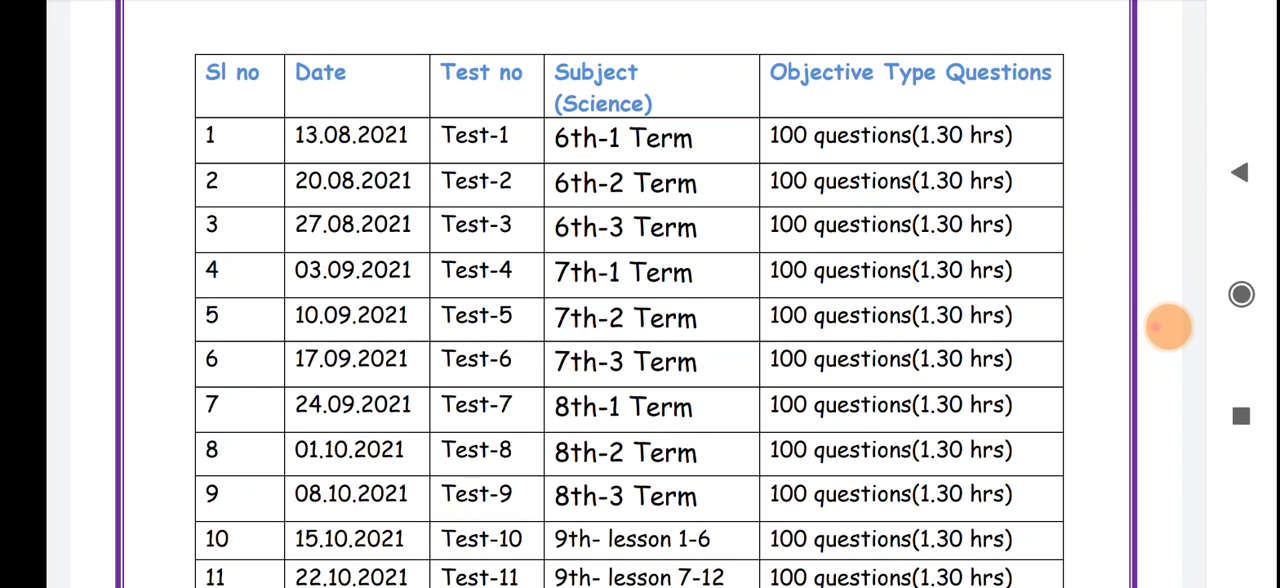 Sl no Date Test no Subject Objective Type Questions
(Science)
1 13.08.2021 Test-1 6th-1 Term 100 questions(1.30 hrs)
2 20.08.2021 Test-2 6th-2 Term 100 questions(1.30 hrs)
3 27.08.2021 Test-3 6th-3 Term 100 questions(1.30 hrs)
4 03.09.2021 Test-4 7th-1 Term 100 questions(1.30 hrs)
5 10.09.2021 Test-5 7th-2 Term 100 questions(1.30 hrs)
6 17.09.2021 Test-6 7th-3 Term 100 questions(1.30 hrs)
7 24.09.2021 Test-7 8th-1 Term 100 questions(1.30 hrs)
8 01.10.2021 Test-8 8th-2 Term 100 questions(1.30 hrs)
9 08.10.2021 Test-9 8th-3 Term 100 questions(1.30 hrs)
10 15.10.2021 Test-10 9th- lesson 1-6 100 questions(1.30 hrs)
11 22.10.2021 Test-11 9th- lesson 7-12 100 questions(1.30 hrs)